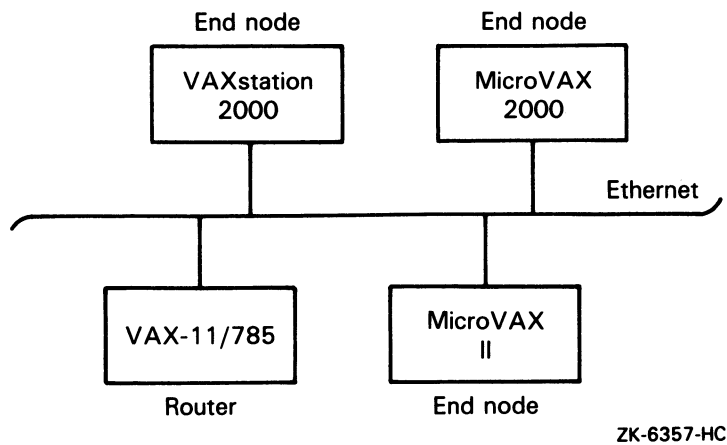 End node
VAXstation
2000
End node
MicroVAX
2000
Ethernet
VAX-11/785
Router
MicroVAX
II
End node
ZK-6357-HC